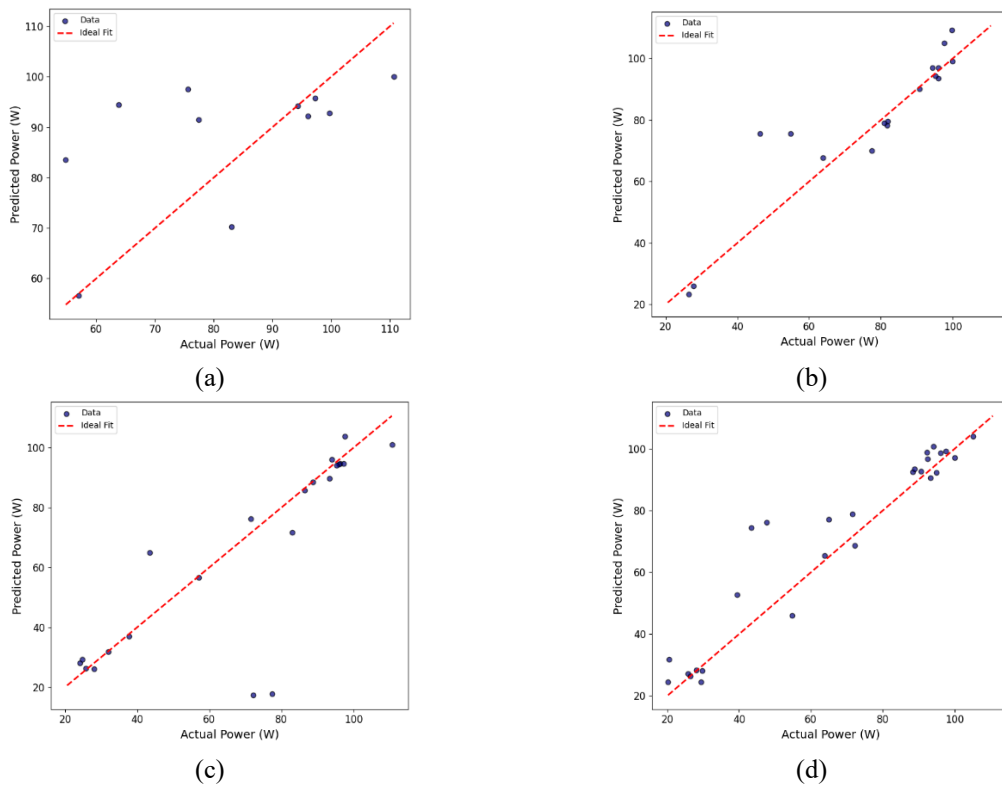 Data
Ideal Fit
110
100
90
80
70
60
Predicted Power (W)
60 70 80 90 100 110
Actual Power (W)
(a)
Data
Ideal Fit
100
80
60
40
20
Predicted Power (W)
20 40 60 80 100
Actual Power (W)
(b)
Data
Ideal Fit
100
80
60
40
20
Predicted Power (W)
20 40 60 80 100
Actual Power (W)
(c)
Data
Ideal Fit
100
80
60
40
20
Predicted Power (W)
20 40 60 80 100
Actual Power (W)
(d)